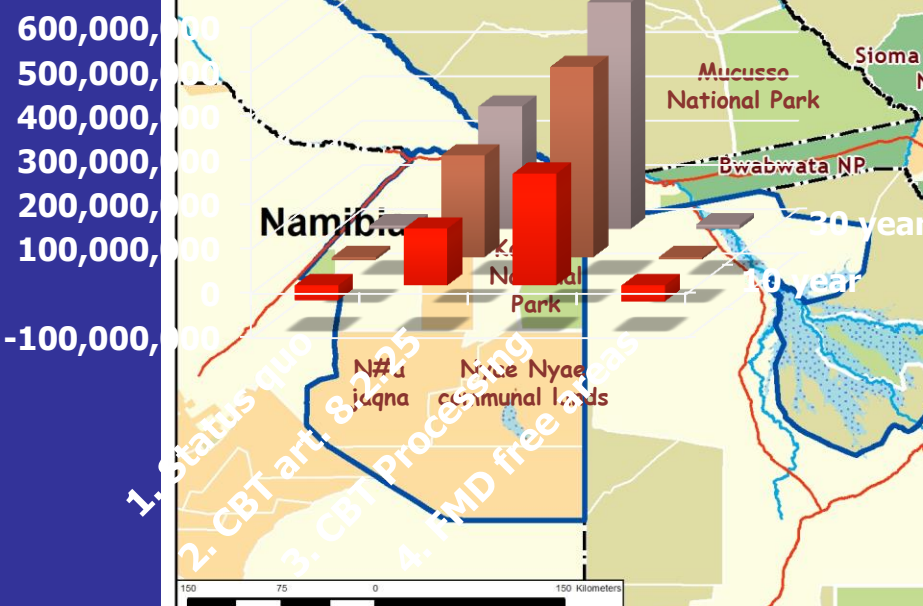 600,000,000
500,000,000
400,000,000
300,000,000
200,000,000
100,000,000
0
-100,000,000
Sioma
Mucusso
National Park
Bwabwata NP
Namibia
30 year
10 year
Park
N#a
jaqna
Nyae Nyae
communal lands
1. Status quo
2. CBT art. 8.2.25
3. CBT Processing
4. FMD free areas
150 75 0 150 Kilometers